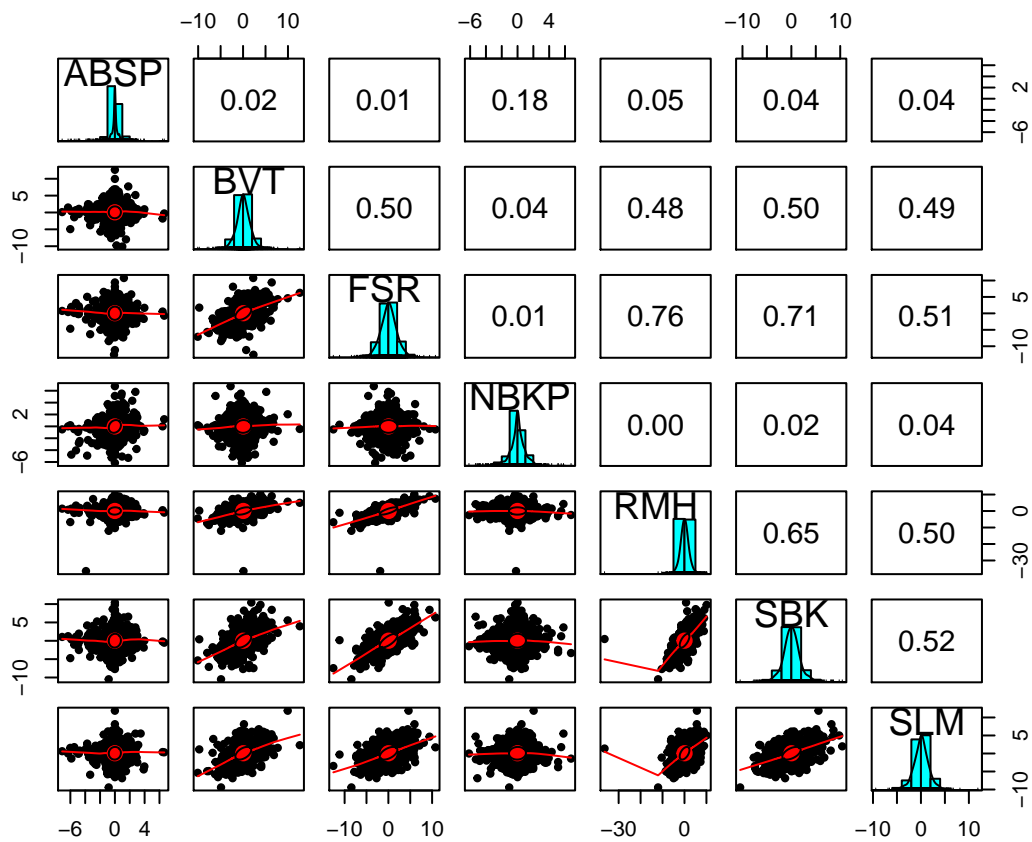 −10 0 10 −6 0 4 −10 0 10
ABSP 0.02 0.01 0.18 0.05 0.04 0.04 −6 2
−10 5 BVT 0.50 0.04 0.48 0.50 0.49
FSR 0.01 0.76 0.71 0.51 −10 5
−6 2 NBKP 0.00 0.02 0.04
RMH 0.65 0.50 −30 0
−10 5 SBK 0.52
SLM −10 5
−6 0 4 −10 0 10 −30 0 −10 0 10